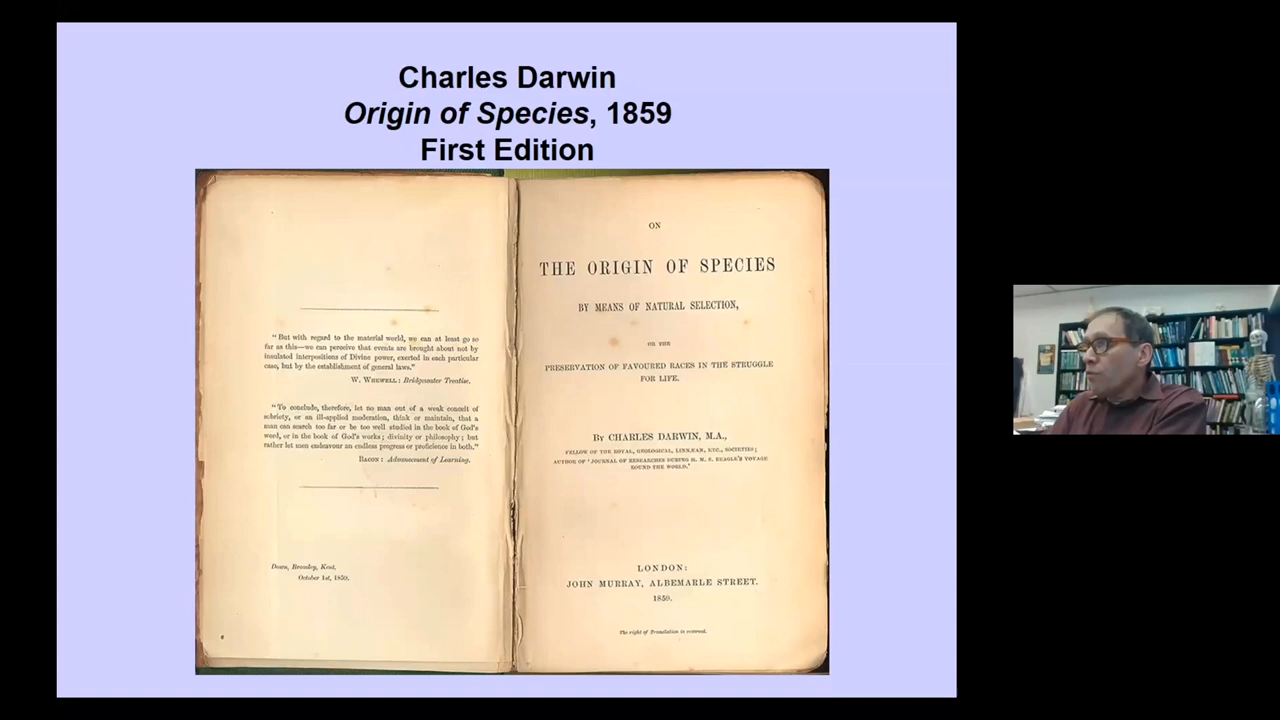 Charles Darwin
Origin of Species, 1859
First Edition
"But with regard to the material world, we can at least go so
far as this—we can perceive that events are brought about not by
insulated interpositions of Divine power, exerted in each particular
case, but by the establishment of general laws."
W. WHEWELL: Bridgewater Treatise.
"To conclude, therefore, let no man out of a weak conceit of
sobriety, or an ill-applied moderation, think or maintain, that a
man can search too far or be too well studied in the book of God's
word, or in the book of God's works; divinity or philosophy; but
rather let men endeavour an endless progress or proficience in both."
BACON: Advancement of Learning.
Down, Bromley, Kent,
October 1st, 1859.
ON
THE ORIGIN OF SPECIES
BY MEANS OF NATURAL SELECTION,
OR THE
PRESERVATION OF FAVOURED RACES IN THE STRUGGLE
FOR LIFE.
BY CHARLES DARWIN, M.A.,
FELLOW OF THE ROYAL, GEOLOGICAL, LINNÆAN, ETC., SOCIETIES;
AUTHOR OF 'JOURNAL OF RESEARCHES DURING H. M. S. BEAGLE'S VOYAGE
ROUND THE WORLD.'
LONDON:
JOHN MURRAY, ALBEMARLE STREET.
1859.
The right of Translation is reserved.